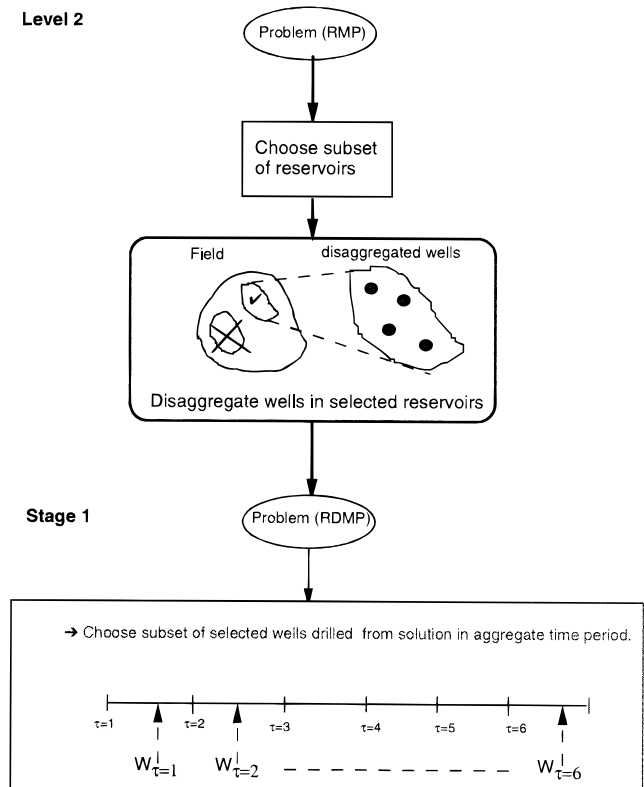 Level 2
Problem (RMP)
Choose subset
of reservoirs
Field
disaggregated wells
Disaggregate wells in selected reservoirs
Stage 1
Problem (RDMP)
→ Choose subset of selected wells drilled from solution in aggregate time period.
τ=1 τ=2 τ=3 τ=4 τ=5 τ=6
Wτ=1 Wτ=2 Wτ=6